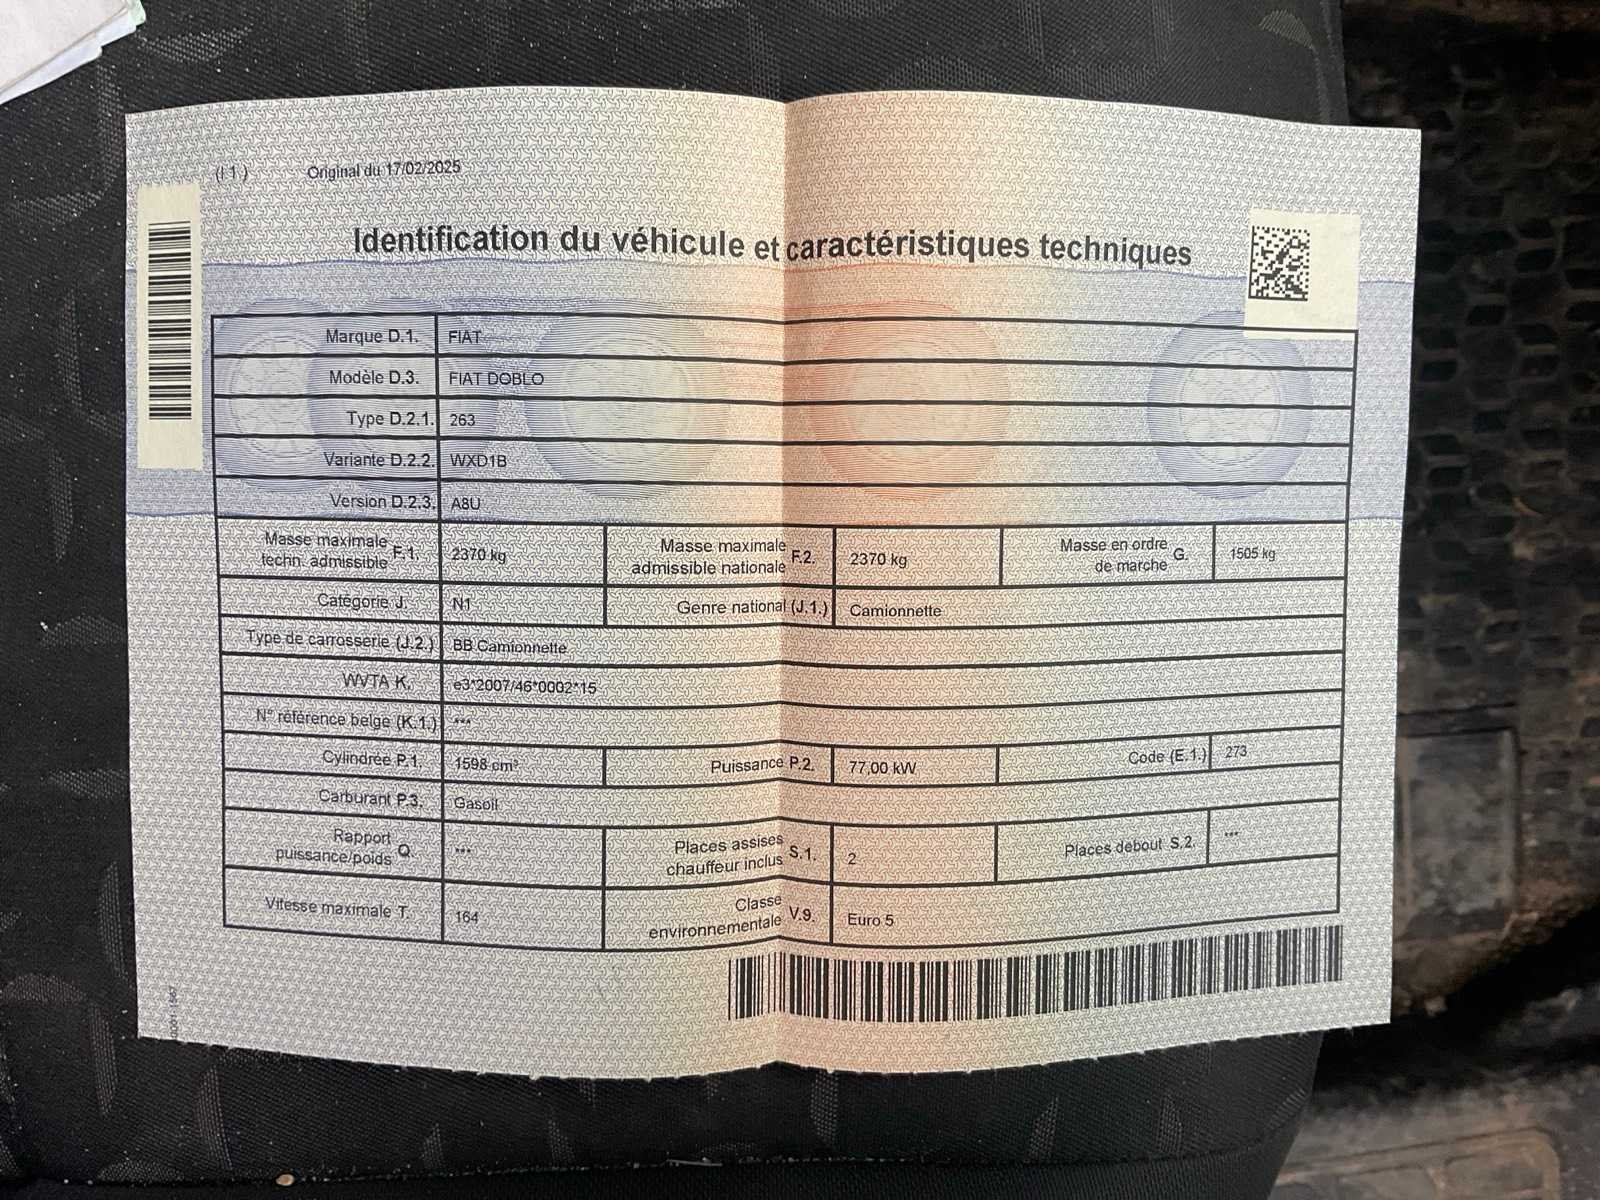 (I 1) Original du 17/02/2025
Identification du véhicule et caractéristiques techniques
Marque D.1. FIAT
Modèle D.3. FIAT DOBLO
Type D.2.1. 263
Variante D.2.2. WXD1B
Version D.2.3. A8U
Masse maximale techn. admissible F.1. 2370 kg Masse maximale admissible nationale F.2. 2370 kg Masse en ordre de marche G. 1505 kg
Catégorie J. N1 Genre national (J.1.) Camionnette
Type de carrosserie (J.2.) BB Camionnette
WVTA K. e3*2007/46*0002*15
N° référence belge (K.1.) ***
Cylindrée P.1. 1598 cm³ Puissance P.2. 77,00 kW Code (E.1.) 273
Carburant P.3. Gasoil
Rapport puissance/poids Q. *** Places assises chauffeur inclus S.1. 2 Places debout S.2. ***
Vitesse maximale T. 164 Classe environnementale V.9. Euro 5